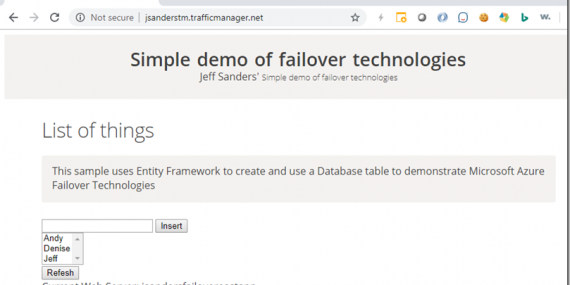 Not secure | jsanderstm.trafficmanager.net
Simple demo of failover technologies
Jeff Sanders' Simple demo of failover technologies
List of things
This sample uses Entity Framework to create and use a Database table to demonstrate Microsoft Azure
Failover Technologies
Insert
Andy
Denise
Jeff
Refesh